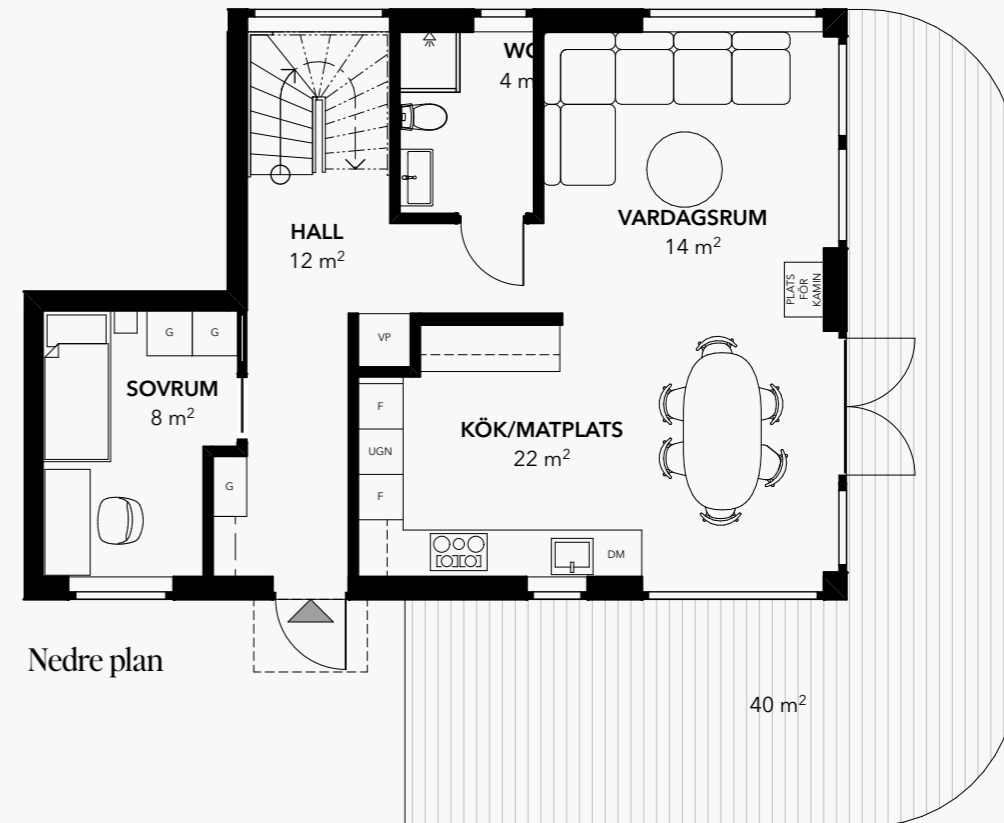 WC
4 m
HALL
12 m²
VARDAGSRUM
14 m²
PLATS
FÖR
KAMIN
G
G
SOVRUM
8 m²
VP
F
UGN
F
KÖK/MATPLATS
22 m²
G
DM
Nedre plan
40 m²